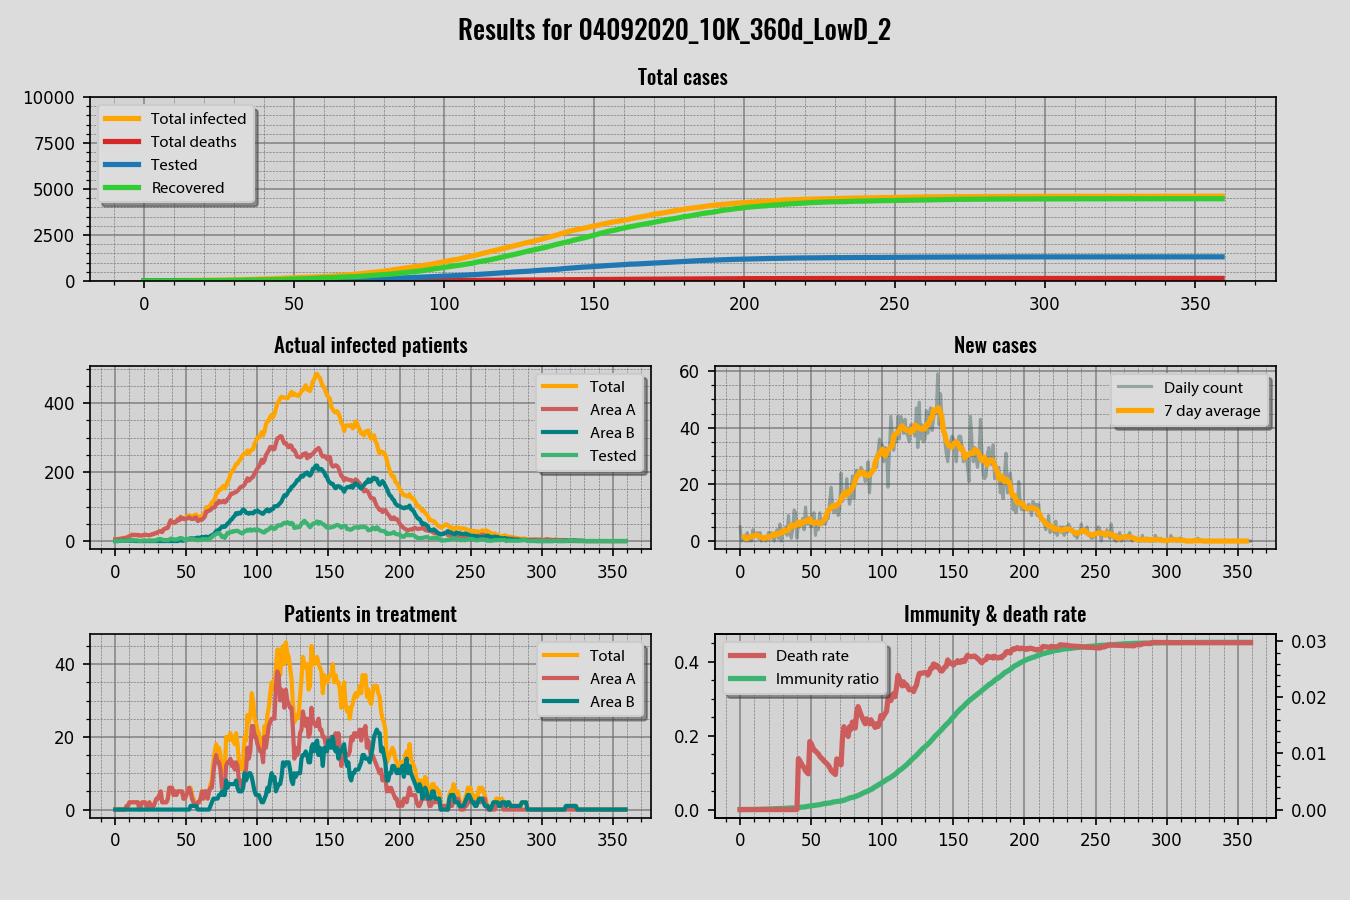 Results for 04092020_10K_360d_LowD_2
Total cases
10000
7500
5000
2500
0
Total infected
Total deaths
Tested
Recovered
0 50 100 150 200 250 300 350
Actual infected patients
400
200
0
Total
Area A
Area B
Tested
0 50 100 150 200 250 300 350
New cases
60
40
20
0
Daily count
7 day average
0 50 100 150 200 250 300 350
Patients in treatment
40
20
0
Total
Area A
Area B
0 50 100 150 200 250 300 350
Immunity & death rate
0.4
0.2
0.0
Death rate
Immunity ratio
0.03
0.02
0.01
0.00
0 50 100 150 200 250 300 350